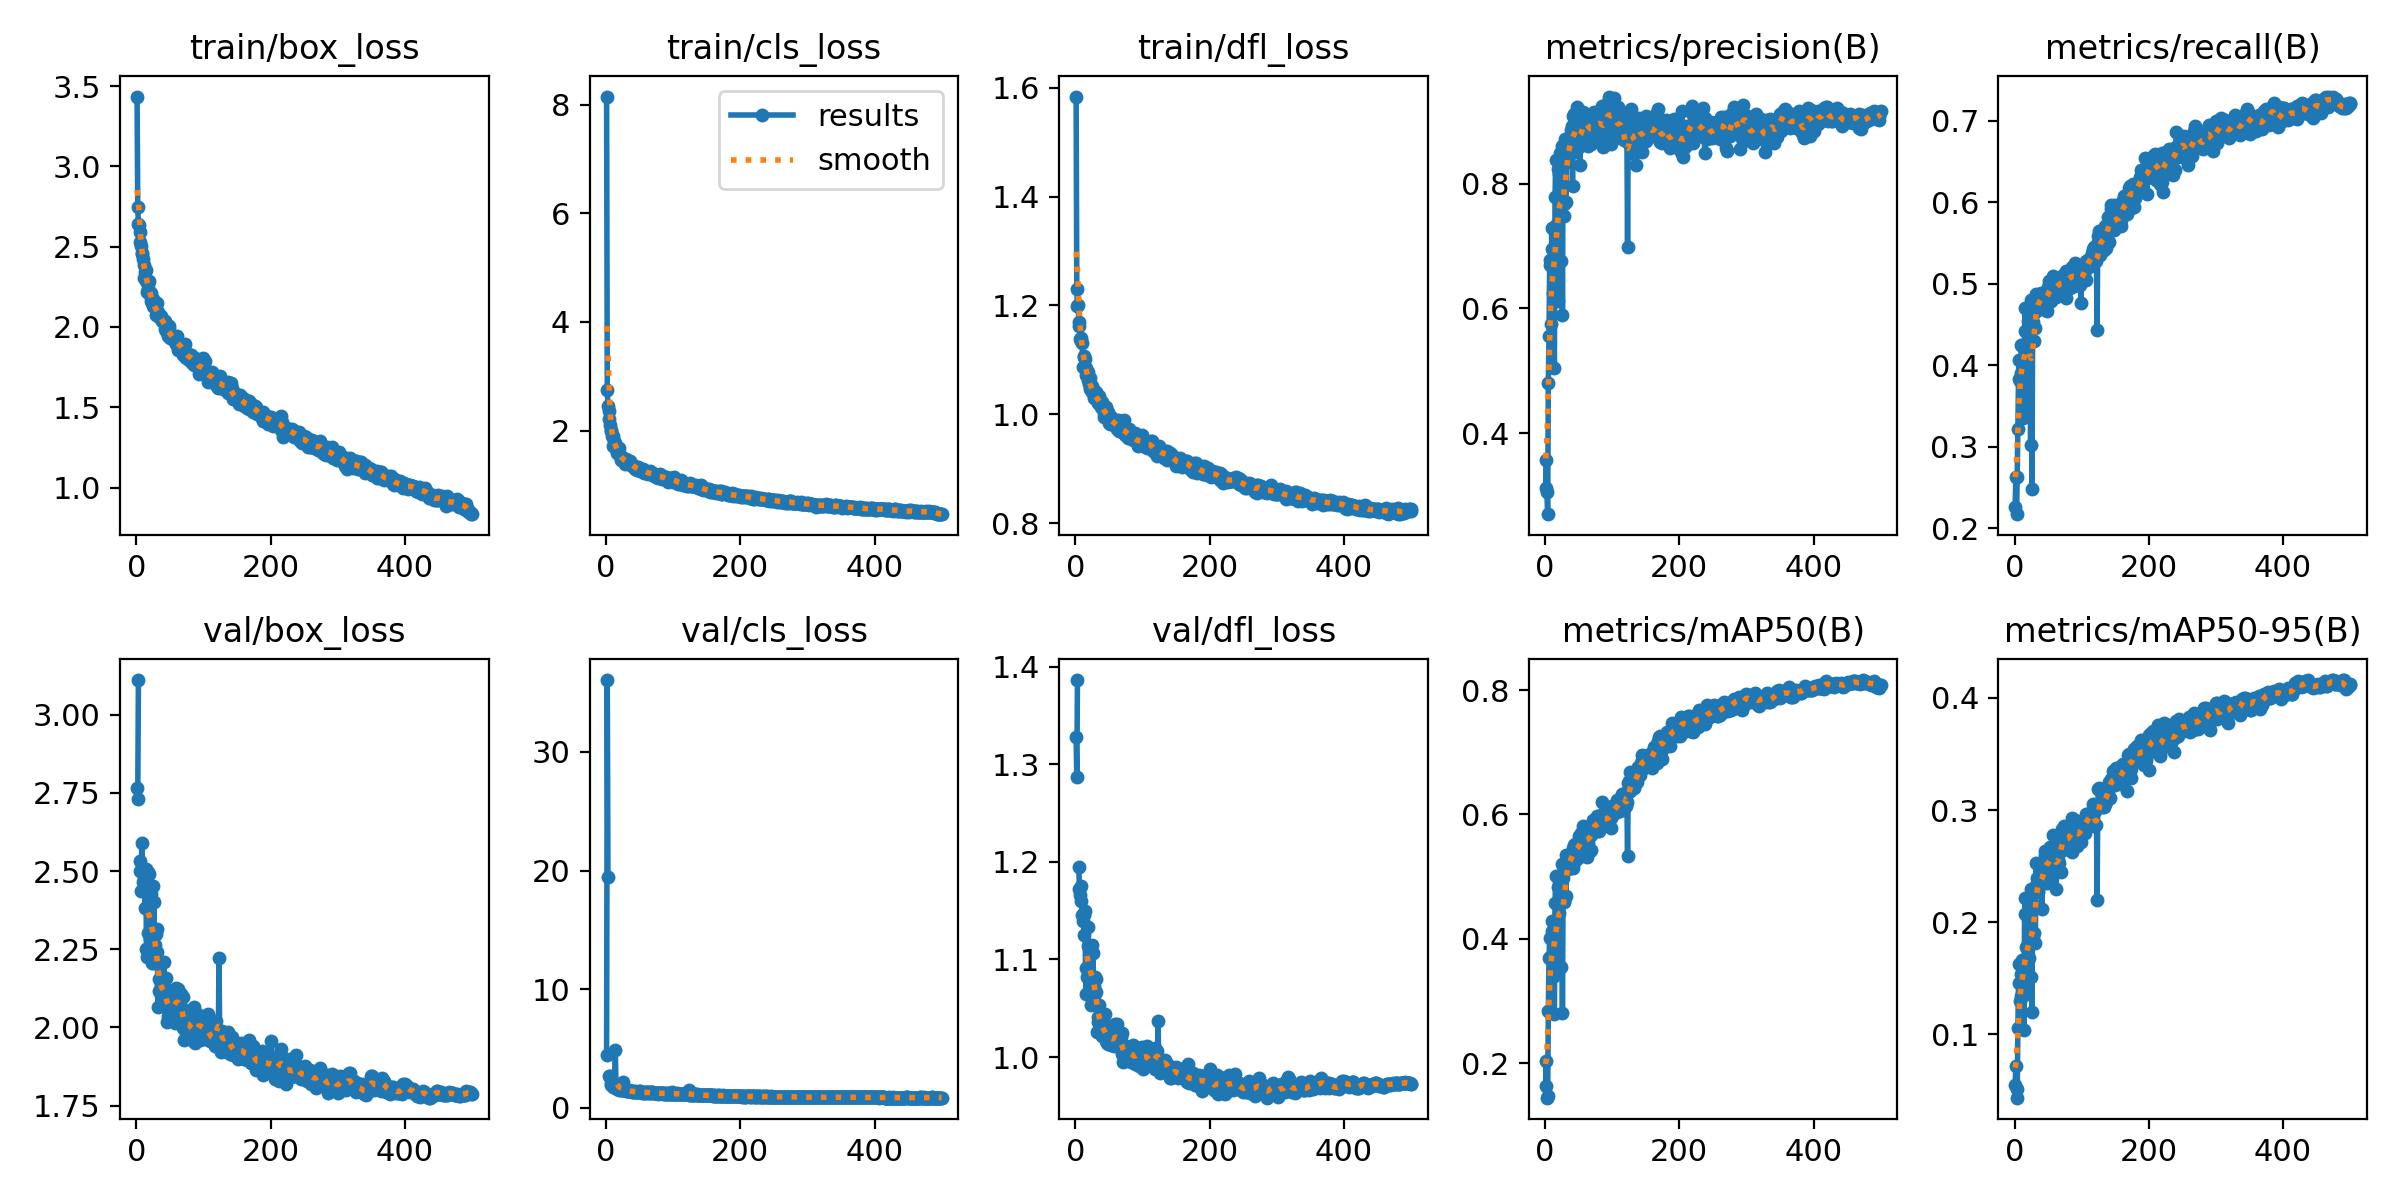 train/box_loss
3.5
3.0
2.5
2.0
1.5
1.0
0 200 400
train/cls_loss
results
smooth
8
6
4
2
0 200 400
train/dfl_loss
1.6
1.4
1.2
1.0
0.8
0 200 400
metrics/precision(B)
0.8
0.6
0.4
0 200 400
metrics/recall(B)
0.7
0.6
0.5
0.4
0.3
0.2
0 200 400
val/box_loss
3.00
2.75
2.50
2.25
2.00
1.75
0 200 400
val/cls_loss
30
20
10
0
0 200 400
val/dfl_loss
1.4
1.3
1.2
1.1
1.0
0 200 400
metrics/mAP50(B)
0.8
0.6
0.4
0.2
0 200 400
metrics/mAP50-95(B)
0.4
0.3
0.2
0.1
0 200 400